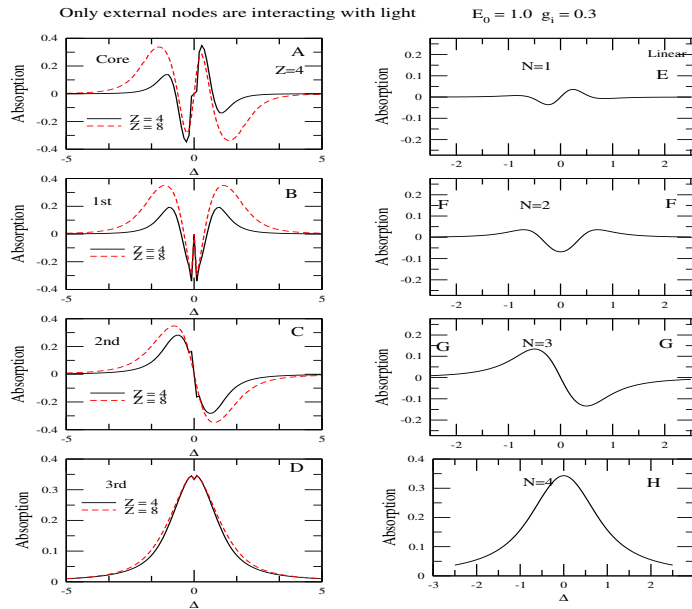 Only external nodes are interacting with light E₀ = 1.0 gᵢ = 0.3
0.4
0.2
0
-0.2
-0.4
Absorption
Core
A
Z=4
Z = 4
Z = 8
-5
0
5
Δ
0.4
0.2
0
-0.2
-0.4
Absorption
1st
B
Z = 4
Z = 8
-5
0
5
Δ
0.4
0.2
0
-0.2
-0.4
Absorption
2nd
C
Z = 4
Z = 8
-5
0
5
Δ
0.4
0.3
0.2
0.1
0
Absorption
3rd
D
Z = 4
Z = 8
-5
0
5
Δ
0.2
0.1
0
-0.1
-0.2
Absorption
Linear
N=1
E
-2
-1
0
1
2
Δ
0.2
0.1
0
-0.1
-0.2
Absorption
F
N=2
F
-2
-1
0
1
2
Δ
0.2
0.1
0
-0.1
-0.2
Absorption
G
N=3
G
-2
-1
0
1
2
Δ
0.4
0.3
0.2
0.1
0
Absorption
N=4
H
-3
-2
-1
0
1
2
3
Δ